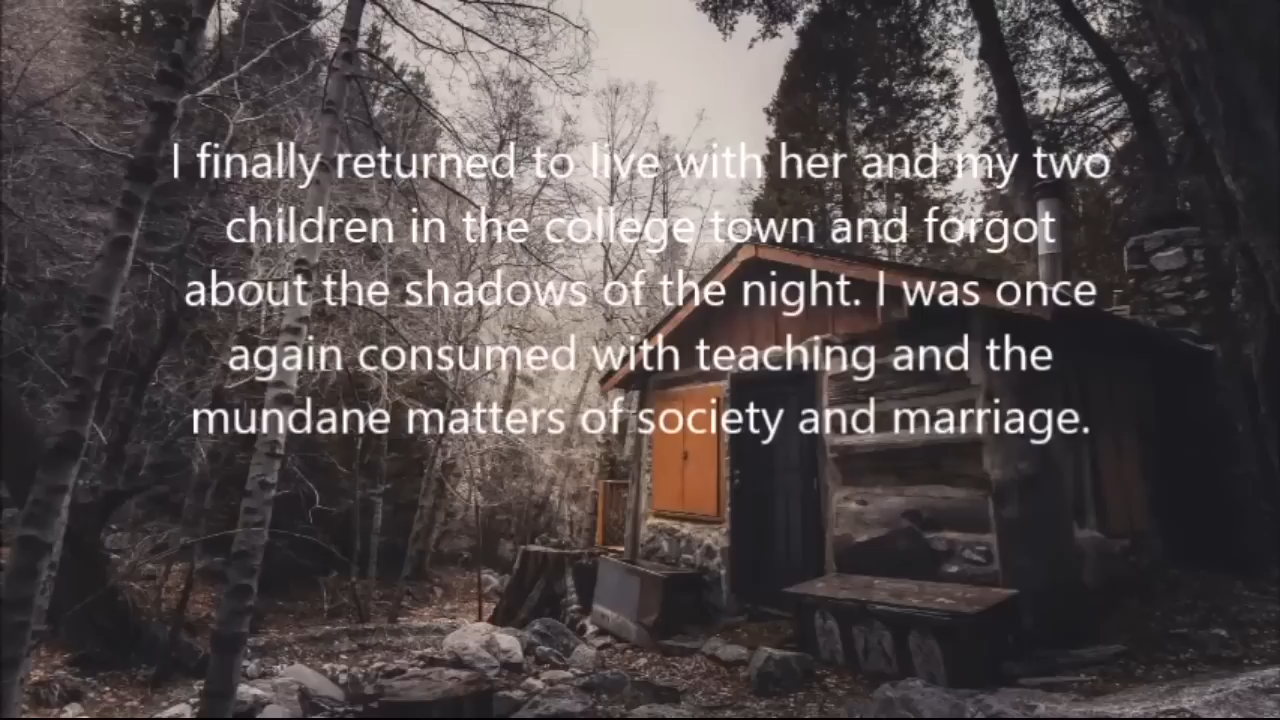 I finally returned to live with her and my two
children in the college town and forgot
about the shadows of the night. I was once
again consumed with teaching and the
mundane matters of society and marriage.